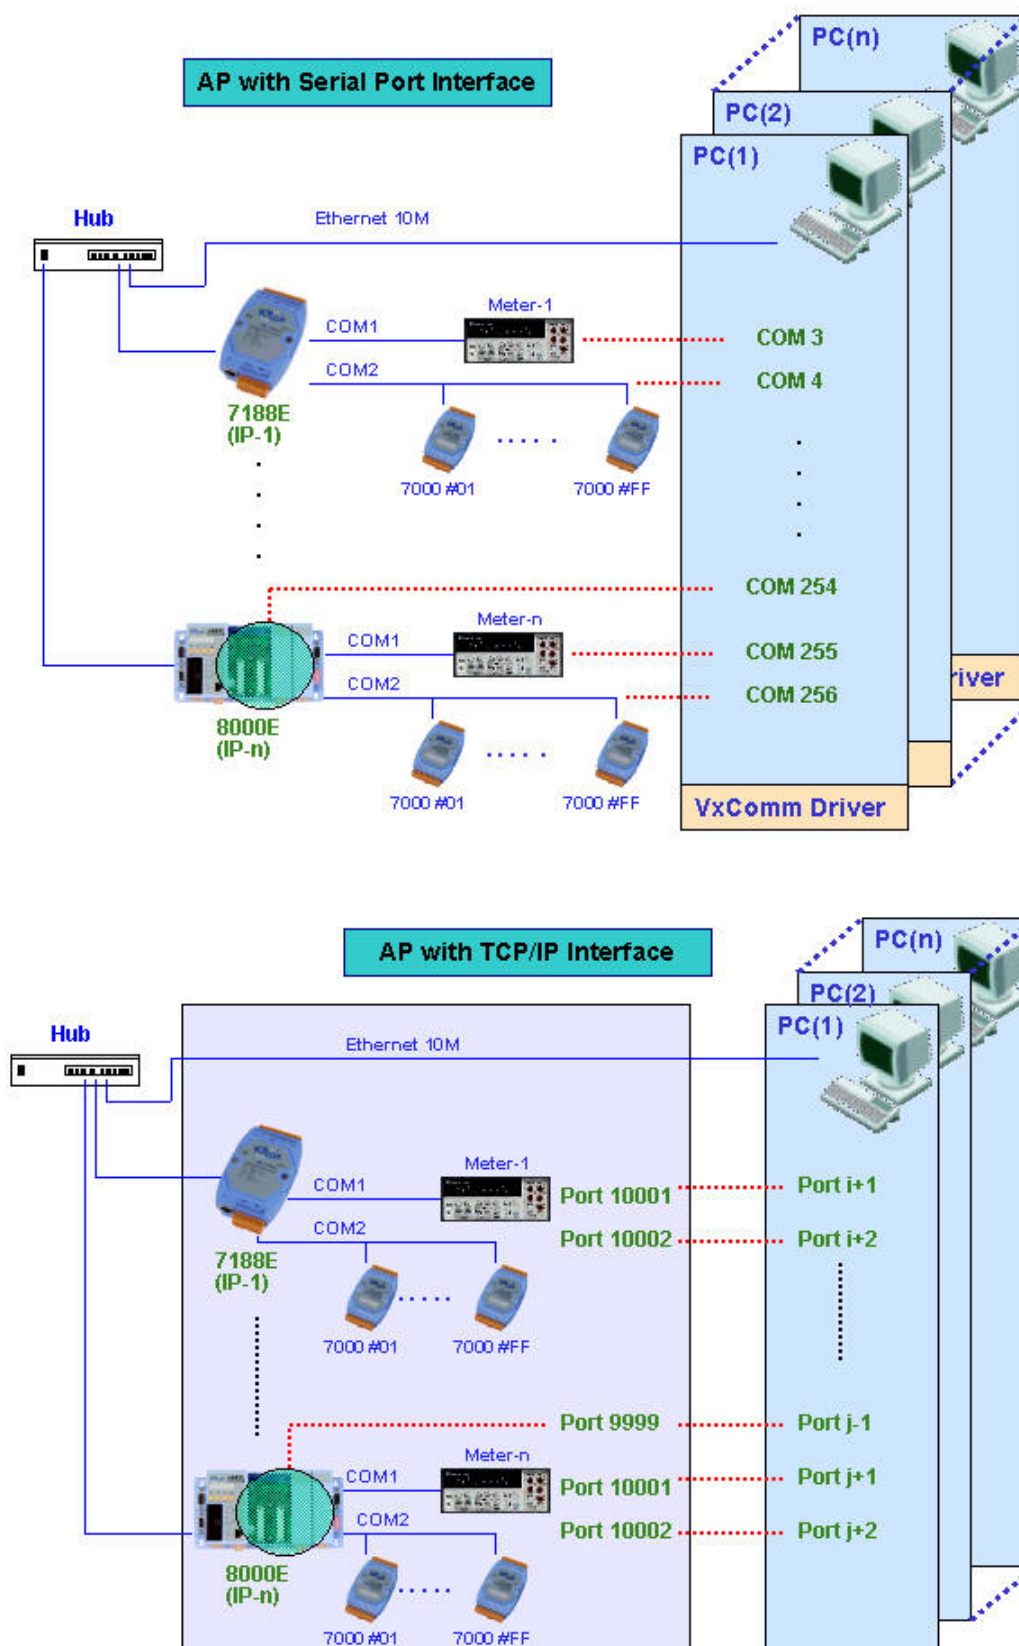 AP with Serial Port Interface
PC(n)
PC(2)
PC(1)
Hub
Ethernet 10M
Meter-1
COM1
COM 3
COM2
COM 4
7188E
(IP-1)
7000 #01
7000 #FF
COM 254
Meter-n
COM1
COM 255
COM2
COM 256
8000E
(IP-n)
river
7000 #01
7000 #FF
VxComm Driver
AP with TCP/IP Interface
PC(n)
PC(2)
PC(1)
Hub
Ethernet 10M
Meter-1
COM1
Port 10001
Port i+1
COM2
Port 10002
Port i+2
7188E
(IP-1)
7000 #01
7000 #FF
Port 9999
Port j-1
Meter-n
COM1
Port 10001
Port j+1
COM2
Port 10002
Port j+2
8000E
(IP-n)
7000 #01
7000 #FF